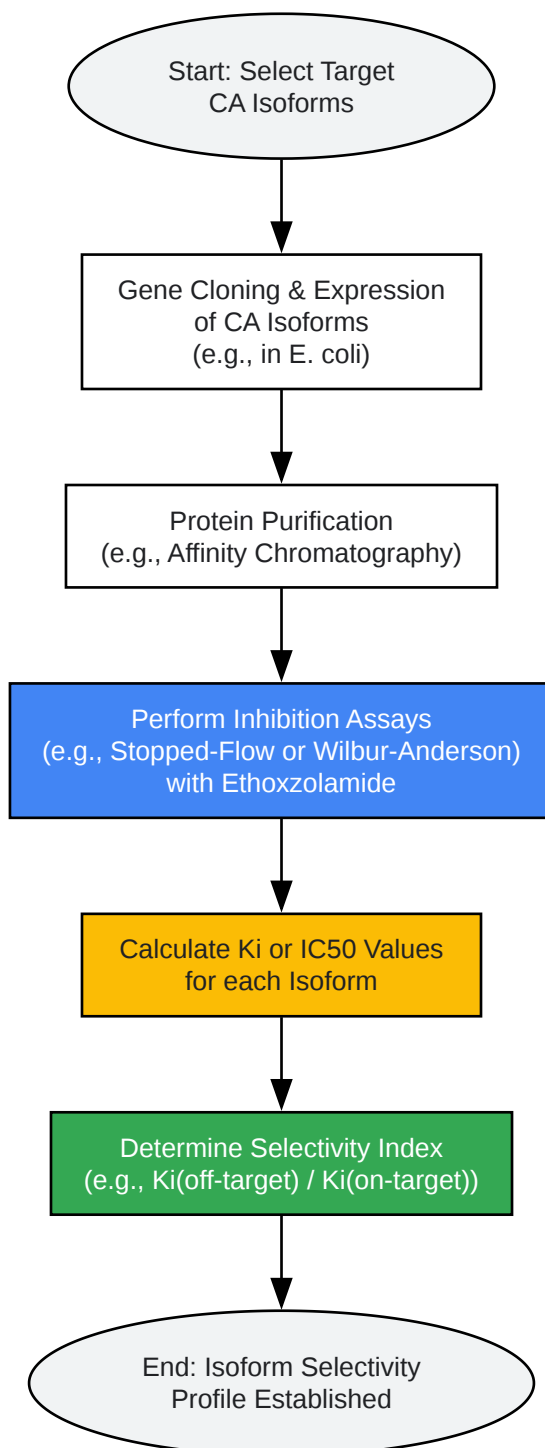 Start: Select Target
CA Isoforms
Gene Cloning & Expression
of CA Isoforms
(e.g., in E. coli)
Protein Purification
(e.g., Affinity Chromatography)
Perform Inhibition Assays
(e.g., Stopped-Flow or Wilbur-Anderson)
with Ethoxzolamide
Calculate Ki or IC50 Values
for each Isoform
Determine Selectivity Index
(e.g., Ki(off-target) / Ki(on-target))
End: Isoform Selectivity
Profile Established